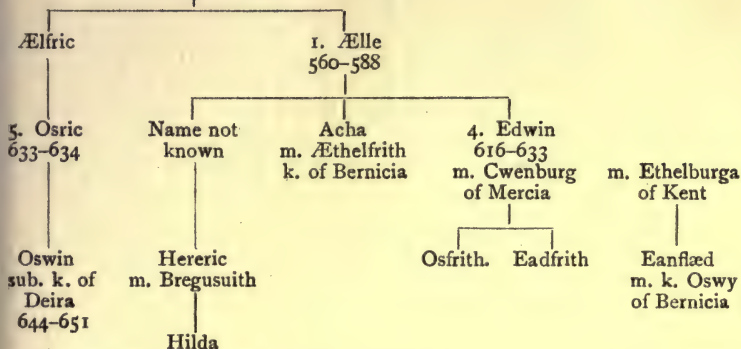 Ælfric
1. Ælle
560–588
5. Osric
633–634
Name not
known
Acha
m. Æthelfrith
k. of Bernicia
4. Edwin
616–633
m. Cwenburg
of Mercia
m. Ethelburga
of Kent
Oswin
sub. k. of
Deira
644–651
Hereric
m. Bregusuith
Osfrith.
Eadfrith
Eanflæd
m. k. Oswy
of Bernicia
Hilda